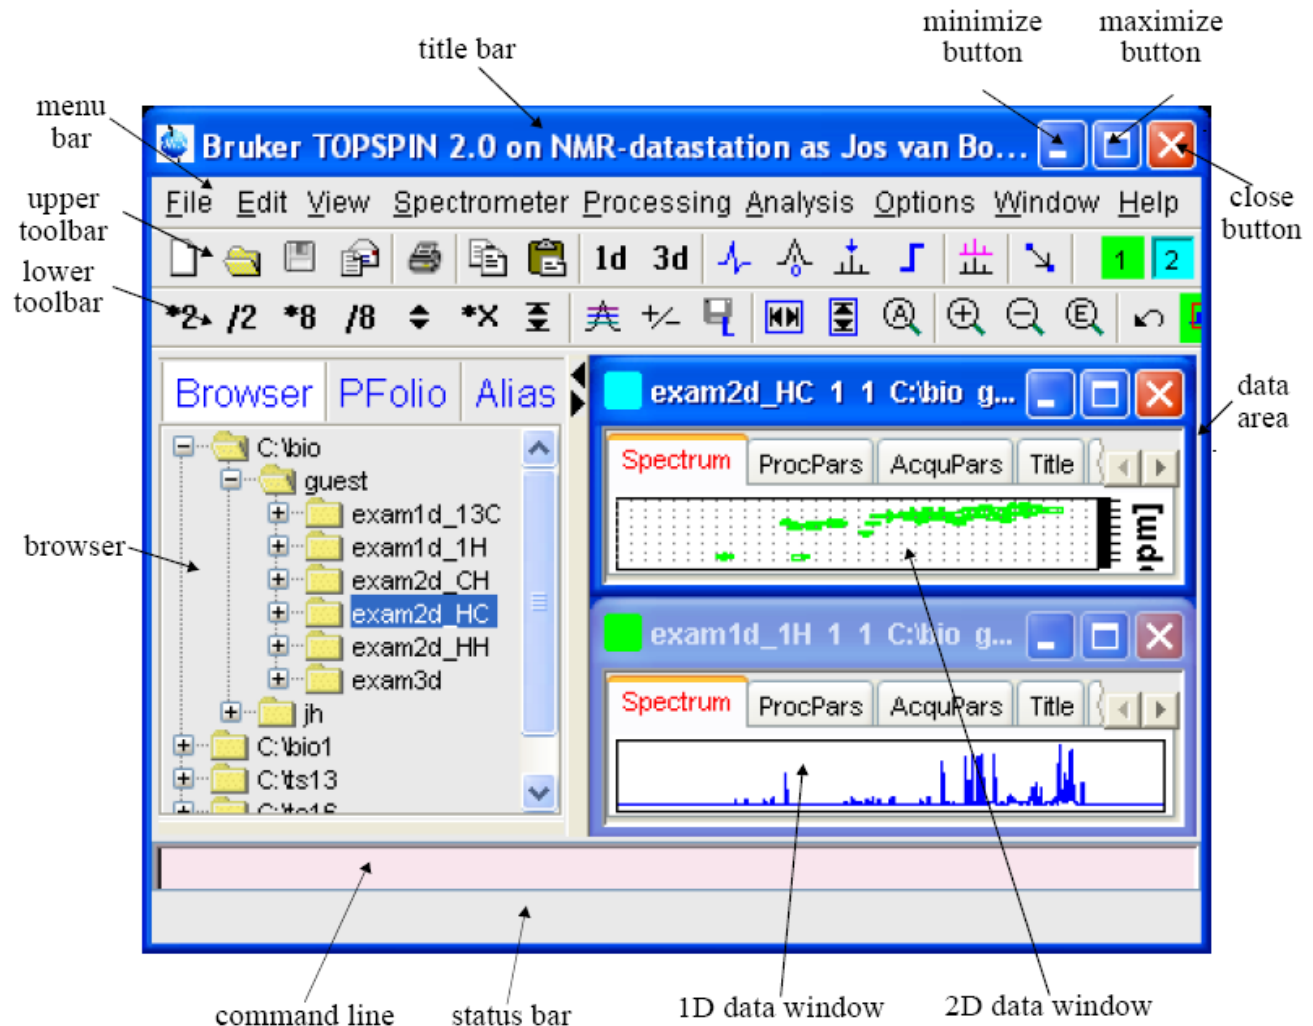 minimize
button
maximize
button
title bar
menu
bar
Bruker TOPSPIN 2.0 on NMR-datastation as Jos van Bo...
File Edit View Spectrometer Processing Analysis Options Window Help
upper
toolbar
close
button
1d 3d 1 2
lower
toolbar
*2 /2 *8 /8 *X +/- A E
Browser PFolio Alias
exam2d_HC 1 1 C:\bio g...
data
area
C:\bio
guest
exam1d_13C
exam1d_1H
exam2d_CH
exam2d_HC
exam2d_HH
exam3d
jh
C:\bio1
C:\ts13
Spectrum ProcPars AcquPars Title
browser
exam1d_1H 1 1 C:\bio g...
Spectrum ProcPars AcquPars Title
command line
status bar
1D data window
2D data window